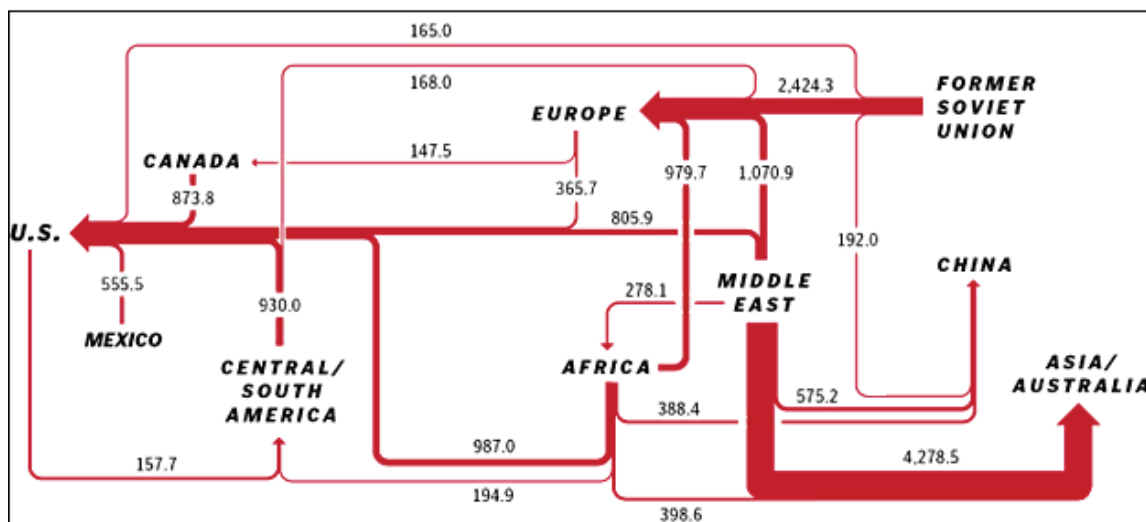 165.0
168.0
2,424.3
FORMER
SOVIET
UNION
EUROPE
CANADA
147.5
979.7
1,070.9
873.8
365.7
805.9
U.S.
192.0
CHINA
555.5
930.0
278.1
MIDDLE
EAST
MEXICO
CENTRAL/
SOUTH
AMERICA
AFRICA
ASIA/
AUSTRALIA
575.2
388.4
987.0
157.7
4,278.5
194.9
398.6